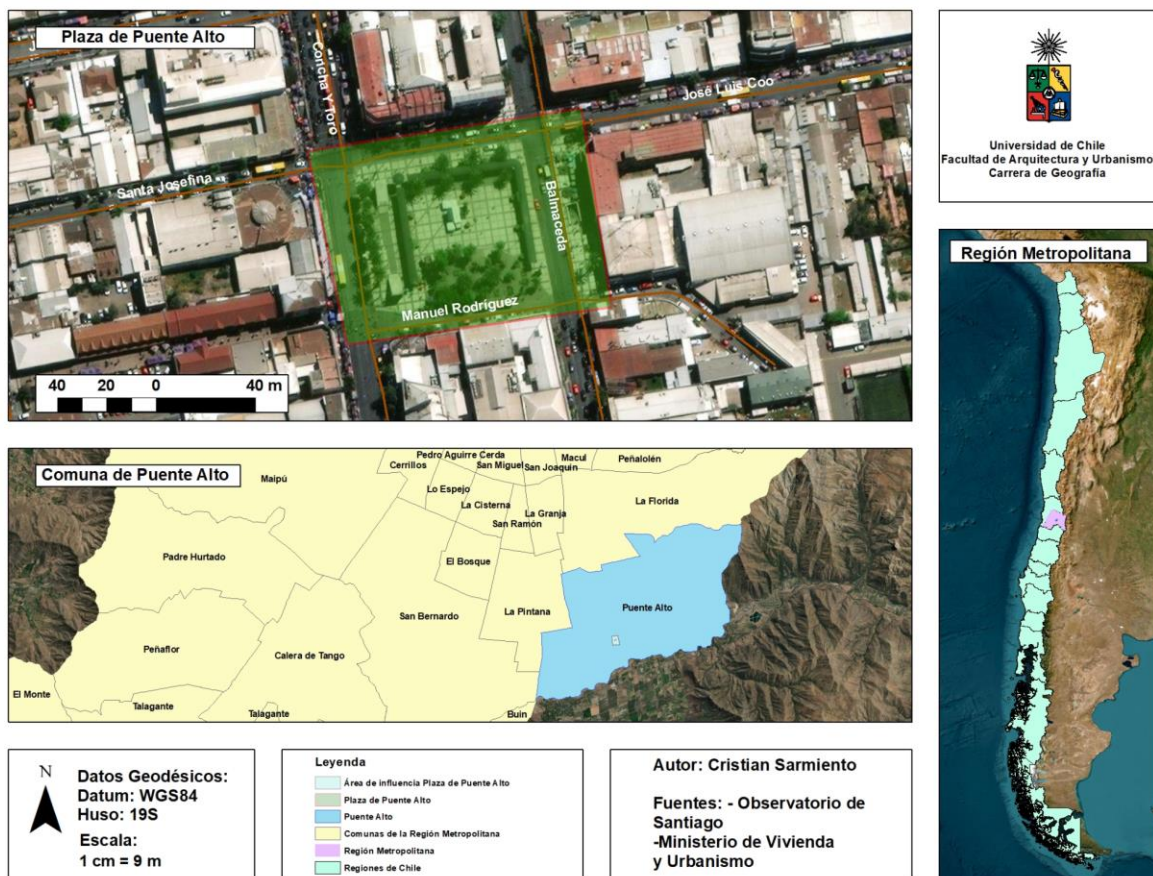 Plaza de Puente Alto
J
Concha Y Toro
José Luis Coo
Santa Josefina
Balmaceda
Manuel Rodríguez
40 20 0 40 m
Universidad de Chile
Facultad de Arquitectura y Urbanismo
Carrera de Geografía
Comuna de Puente Alto
Pedro Aguirre Cerda
Cerrillos
San Miguel
San Joaquín
Macul
Peñalolén
Maipú
Lo Espejo
La Cisterna
La Granja
La Florida
San Ramón
Padre Hurtado
El Bosque
San Bernardo
La Pintana
Puente Alto
Peñaflor
Calera de Tango
El Monte
Talagante
Talagante
Buin
Región Metropolitana
N
Datos Geodésicos:
Datum: WGS84
Huso: 19S
Escala:
1 cm = 9 m
Leyenda
Área de influencia Plaza de Puente Alto
Plaza de Puente Alto
Puente Alto
Comunas de la Región Metropolitana
Región Metropolitana
Regiones de Chile
Autor: Cristian Sarmiento
Fuentes: - Observatorio de
Santiago
-Ministerio de Vivienda
y Urbanismo